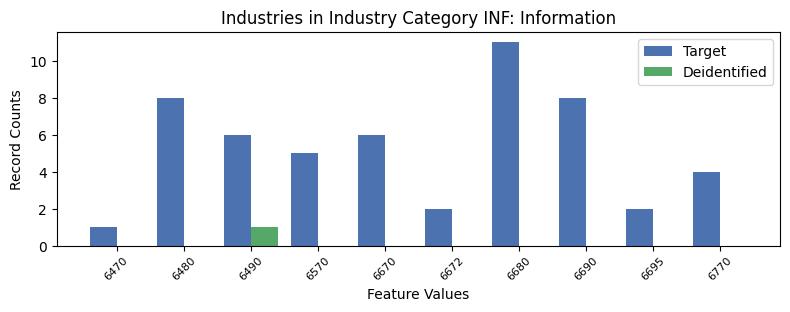 Industries in Industry Category INF: Information
Target
Deidentified
Record Counts
10
8
6
4
2
0
6470 6480 6490 6570 6670 6672 6680 6690 6695 6770
Feature Values